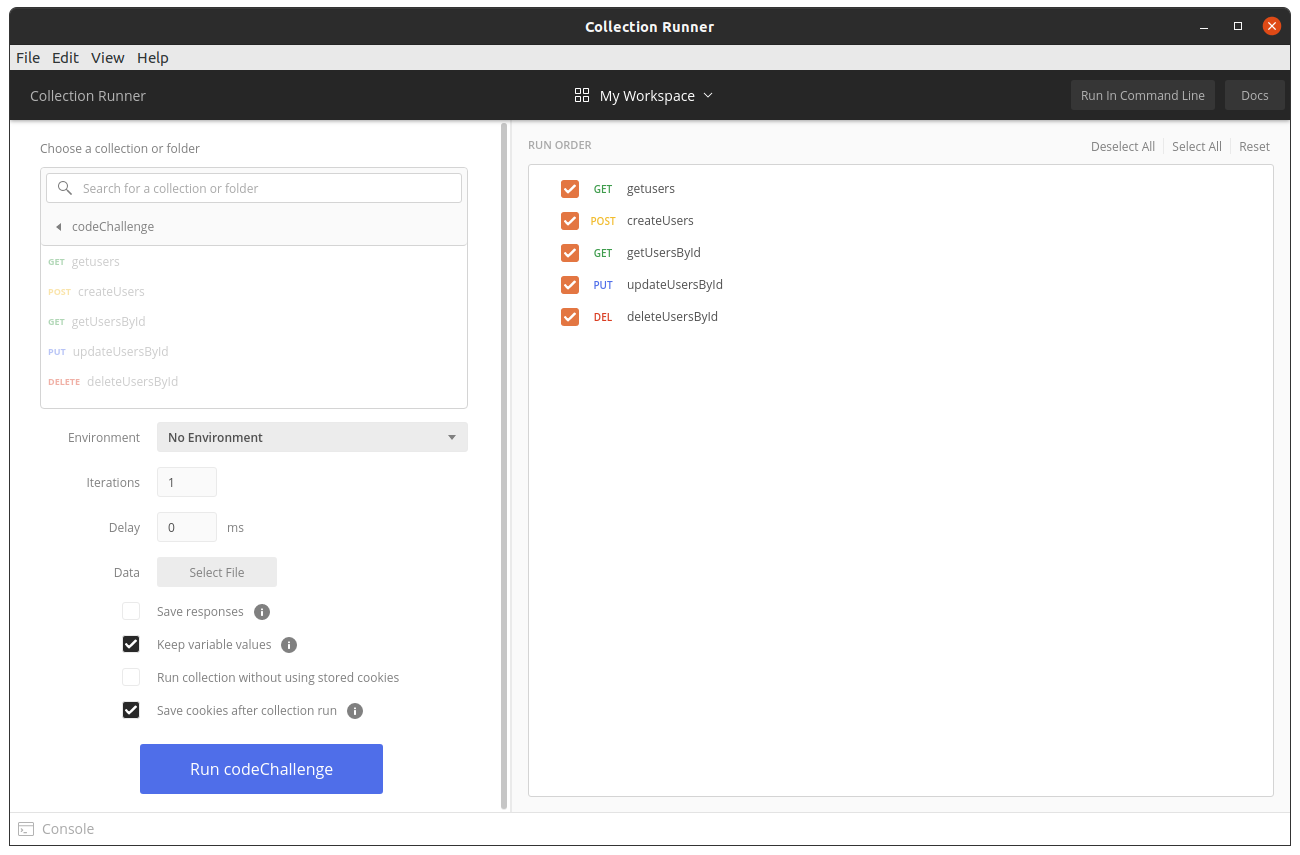 Collection Runner
File Edit View Help
Collection Runner
My Workspace
Run In Command Line
Docs
Choose a collection or folder
Search for a collection or folder
codeChallenge
GET getusers
POST createUsers
GET getUsersById
PUT updateUsersById
DELETE deleteUsersById
Environment No Environment
Iterations 1
Delay 0 ms
Data Select File
Save responses
Keep variable values
Run collection without using stored cookies
Save cookies after collection run
Run codeChallenge
RUN ORDER
Deselect All Select All Reset
GET getusers
POST createUsers
GET getUsersById
PUT updateUsersById
DEL deleteUsersById
Console